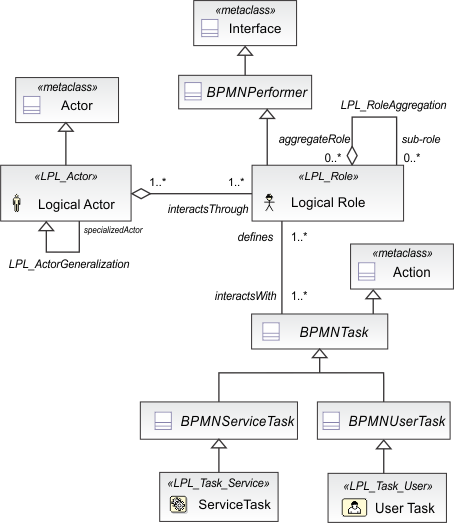 «metaclass»
Interface
«metaclass»
Actor
BPMNPerformer
LPL_RoleAggregation
aggregateRole
sub-role
0..*
0..*
«LPL_Actor»
Logical Actor
1..*
1..*
interactsThrough
«LPL_Role»
Logical Role
specializedActor
LPL_ActorGeneralization
defines
1..*
«metaclass»
Action
interactsWith
1..*
BPMNTask
BPMNServiceTask
BPMNUserTask
«LPL_Task_Service»
ServiceTask
«LPL_Task_User»
User Task